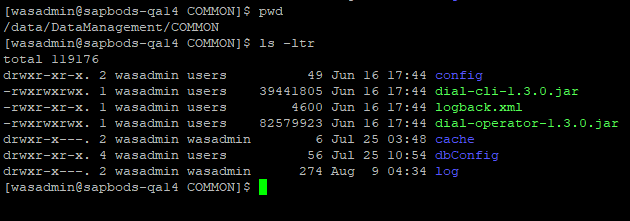 [wasadmin@sapbods-qa14 COMMON]$ pwd
/data/DataManagement/COMMON
[wasadmin@sapbods-qa14 COMMON]$ ls -ltr
total 119176
drwxr-xr-x. 2 wasadmin users          49 Jun 16 17:44 config
-rwxrwxrwx. 1 wasadmin users    39441805 Jun 16 17:44 dial-cli-1.3.0.jar
-rwxrwxrwx. 1 wasadmin users        4600 Jun 16 17:44 logback.xml
-rwxrwxrwx. 1 wasadmin users    82579923 Jun 16 17:44 dial-operator-1.3.0.jar
drwxr-x---. 2 wasadmin wasadmin        6 Jul 25 03:48 cache
drwxr-xr-x. 4 wasadmin users          56 Jul 25 10:54 dbConfig
drwxr-x---. 2 wasadmin wasadmin      274 Aug  9 04:34 log
[wasadmin@sapbods-qa14 COMMON]$